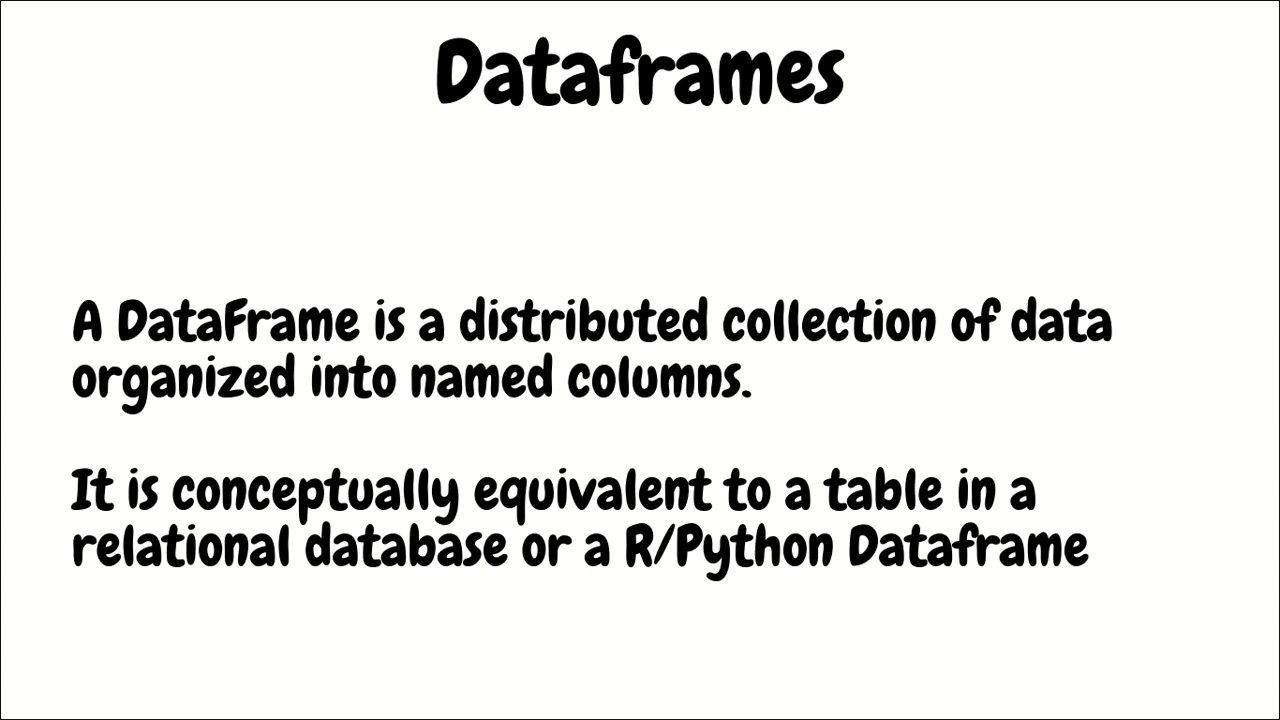 Dataframes
A DataFrame is a distributed collection of data
organized into named columns.
It is conceptually equivalent to a table in a
relational database or a R/Python Dataframe